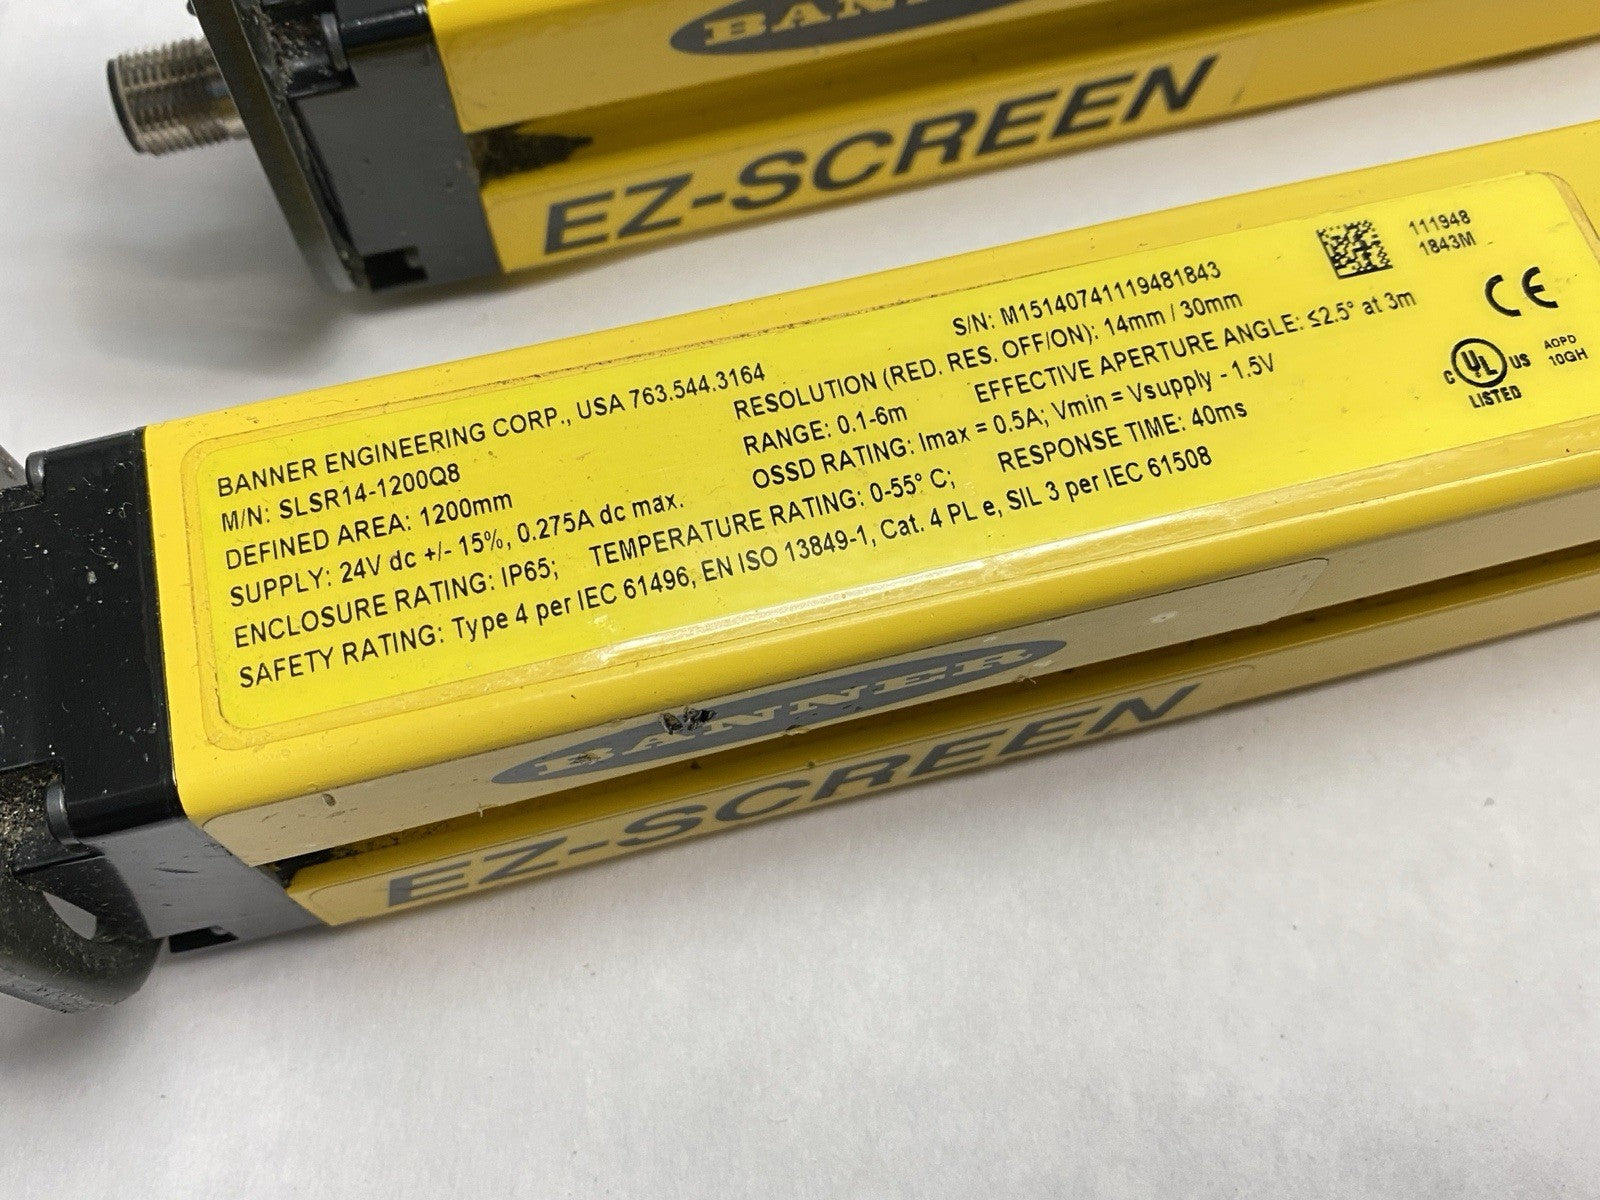 BANN
EZ-SCREEN
BANNER ENGINEERING CORP., USA 763.544.3164
M/N: SLSR14-1200Q8
DEFINED AREA: 1200mm
SUPPLY: 24V dc +/- 15%, 0.275A dc max.
ENCLOSURE RATING: IP65; TEMPERATURE RATING: 0-55° C; RESPONSE TIME: 40ms
SAFETY RATING: Type 4 per IEC 61496, EN ISO 13849-1, Cat. 4 PL e, SIL 3 per IEC 61508
S/N: M15140741119481843
RESOLUTION (RED. RES. OFF/ON): 14mm / 30mm
RANGE: 0.1-6m EFFECTIVE APERTURE ANGLE: ≤2.5° at 3m
OSSD RATING: Imax = 0.5A; Vmin = Vsupply - 1.5V
111948
1843M
CE
C UL US
LISTED
AOPD
10GH
BANNER
EZ-SCREEN